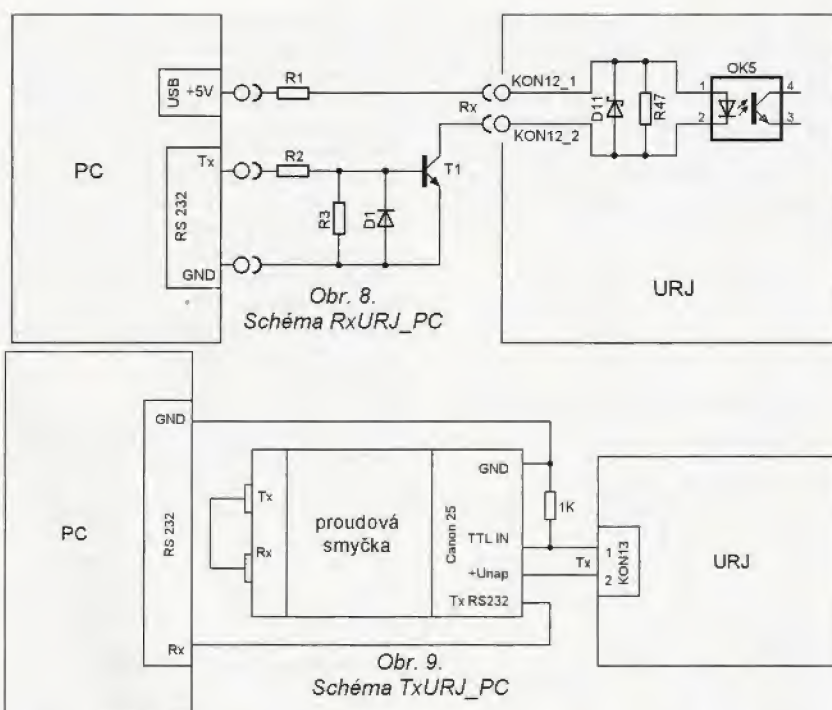 PC
USB
+5V
R1
KON12_1
Rx
KON12_2
D11
R47
1
2
OK5
4
3
RS 232
Tx
R2
R3
D1
T1
GND
URJ
Obr. 8.
Schéma RxURJ_PC
PC
RS 232
GND
Rx
Tx
Rx
proudová
smyčka
Canon 25
GND
TTL IN
+Unap
Tx RS232
1K
Tx
1
2
KON13
URJ
Obr. 9.
Schéma TxURJ_PC